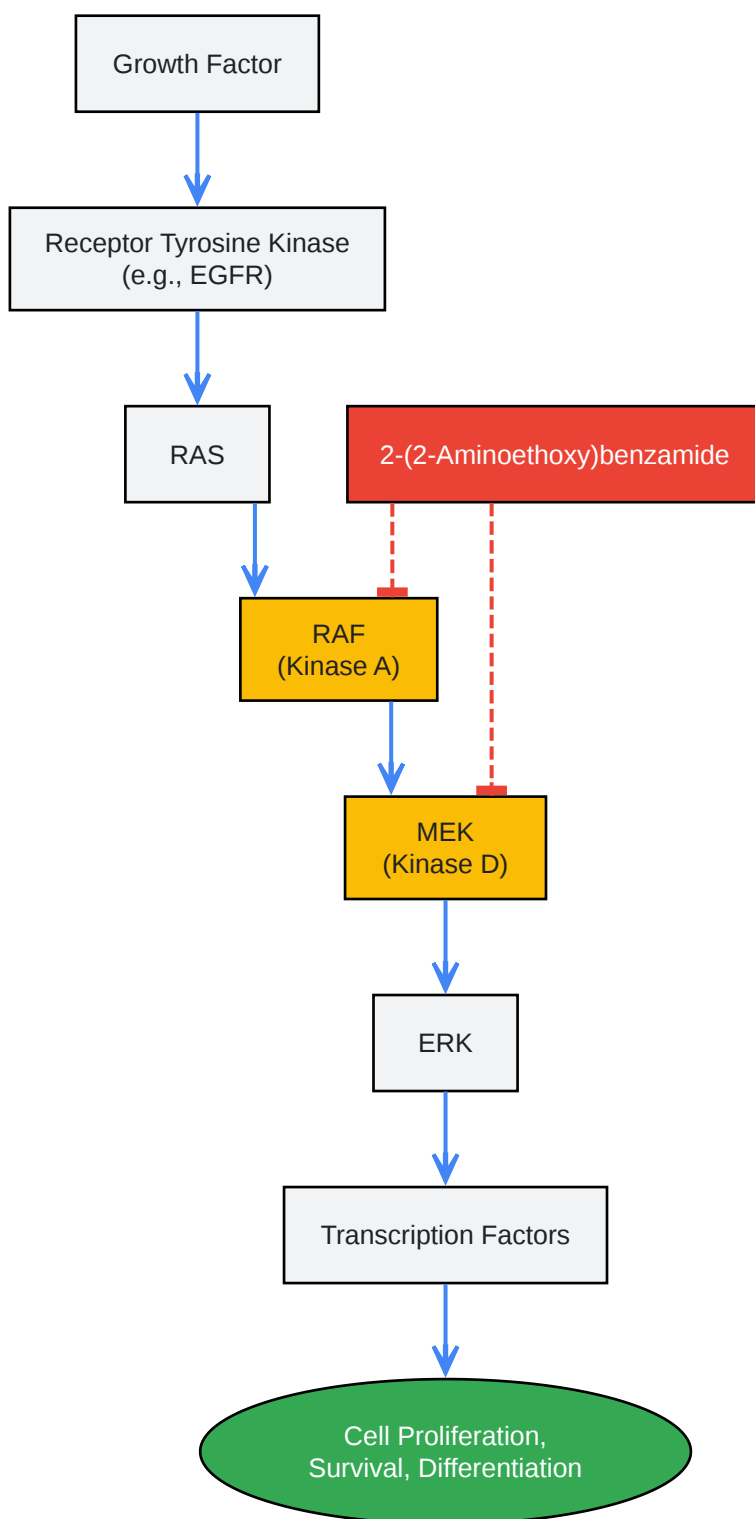 Growth Factor
Receptor Tyrosine Kinase
(e.g., EGFR)
RAS
2-(2-Aminoethoxy)benzamide
RAF
(Kinase A)
MEK
(Kinase D)
ERK
Transcription Factors
Cell Proliferation,
Survival, Differentiation